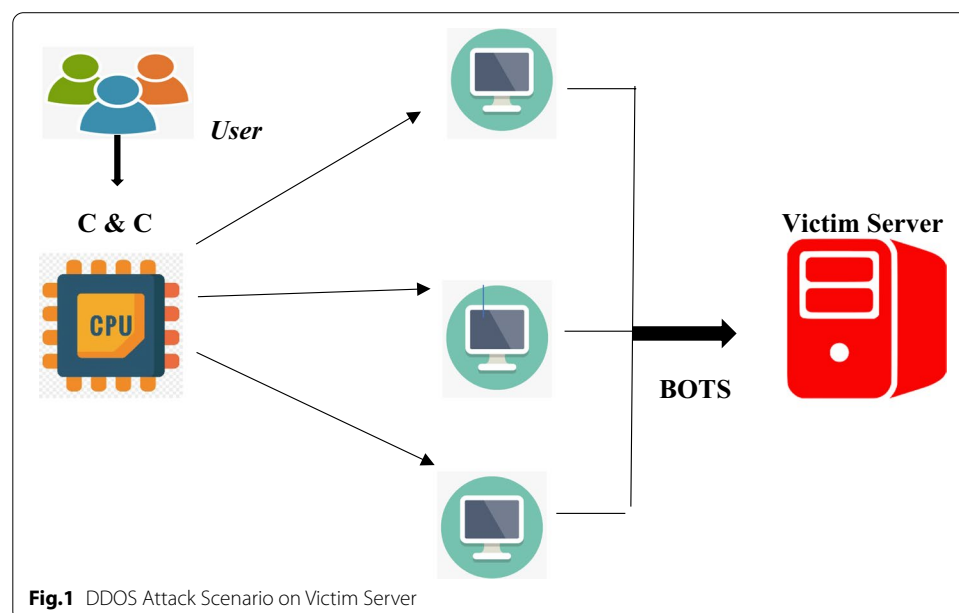 User
C & C
CPU
Victim Server
BOTS
Fig.1 DDOS Attack Scenario on Victim Server